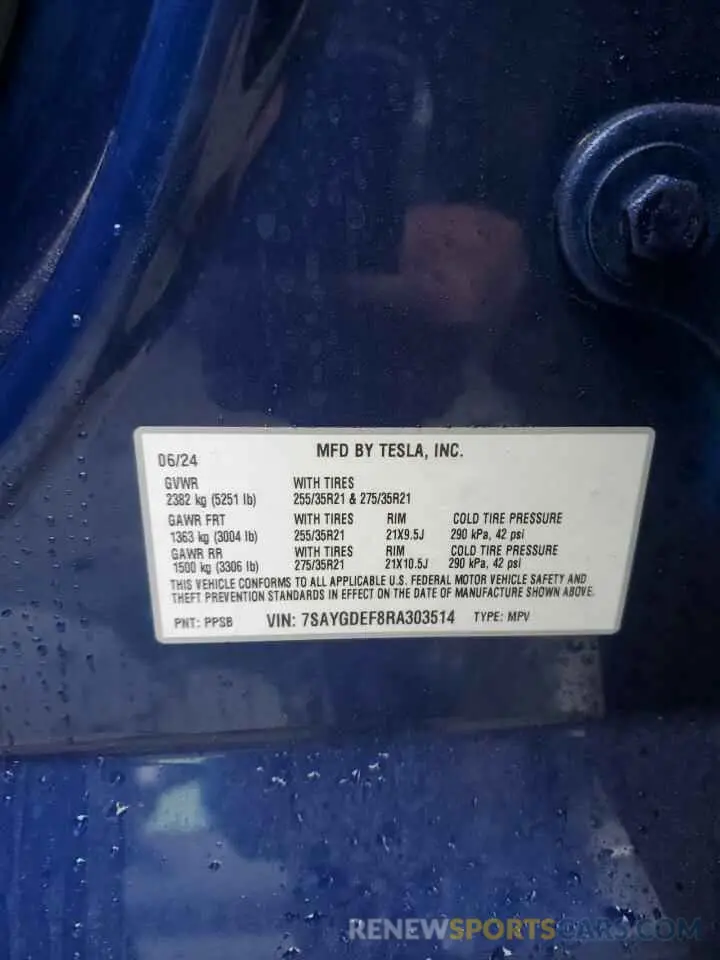 06/24 MFD BY TESLA, INC.
GVWR WITH TIRES
2382 kg (5251 lb) 255/35R21 & 275/35R21
GAWR FRT WITH TIRES RIM COLD TIRE PRESSURE
1363 kg (3004 lb) 255/35R21 21X9.5J 290 kPa, 42 psi
GAWR RR WITH TIRES RIM COLD TIRE PRESSURE
1500 kg (3306 lb) 275/35R21 21X10.5J 290 kPa, 42 psi
THIS VEHICLE CONFORMS TO ALL APPLICABLE U.S. FEDERAL MOTOR VEHICLE SAFETY AND
THEFT PREVENTION STANDARDS IN EFFECT ON THE DATE OF MANUFACTURE SHOWN ABOVE.
PNT: PPSB VIN: 7SAYGDEF8RA303514 TYPE: MPV
RENEWSPORTSCARS.COM